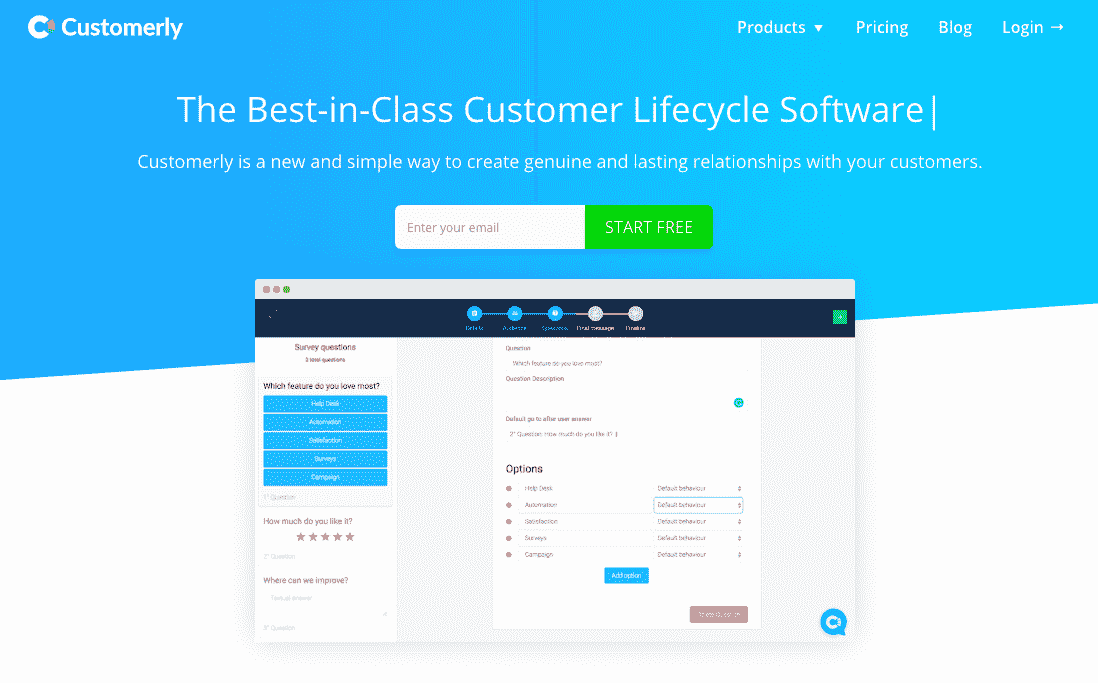 Customerly
Products ▼ Pricing Blog Login →
The Best-in-Class Customer Lifecycle Software|
Customerly is a new and simple way to create genuine and lasting relationships with your customers.
Enter your email START FREE
Details Audience Questions Email message Timeline
Survey questions
3 total questions
Which feature do you love most?
Help Desk
Automation
Satisfaction
Surveys
Campaign
1° Question
How much do you like it?
2° Question
Where can we improve?
Textual answer
3° Question
Question
Which feature do you love most?
Question Description
Default go to after user answer
2° Question: How much do you like it?
Options
Help Desk Default behaviour
Automation Default behaviour
Satisfaction Default behaviour
Surveys Default behaviour
Campaign Default behaviour
Add option
Delete Question